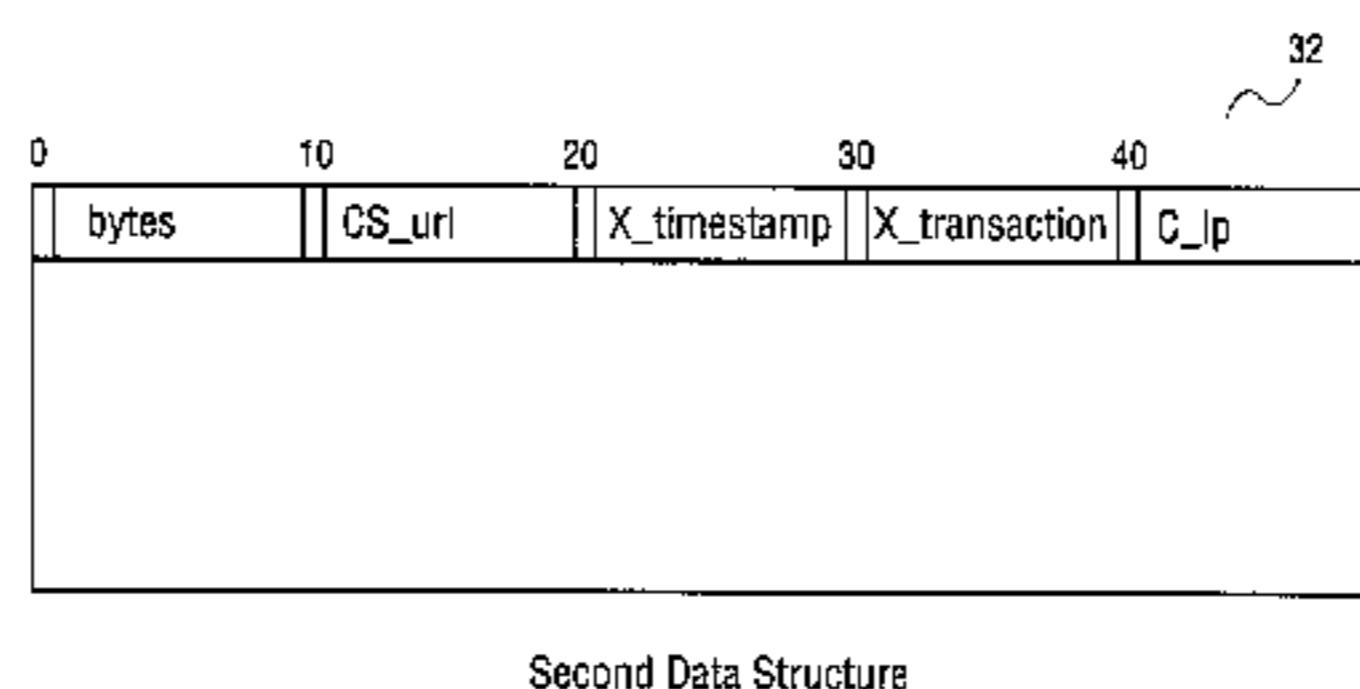 32
0 10 20 30 40
bytes CS_url X_timestamp X_transaction C_Ip
Second Data Structure